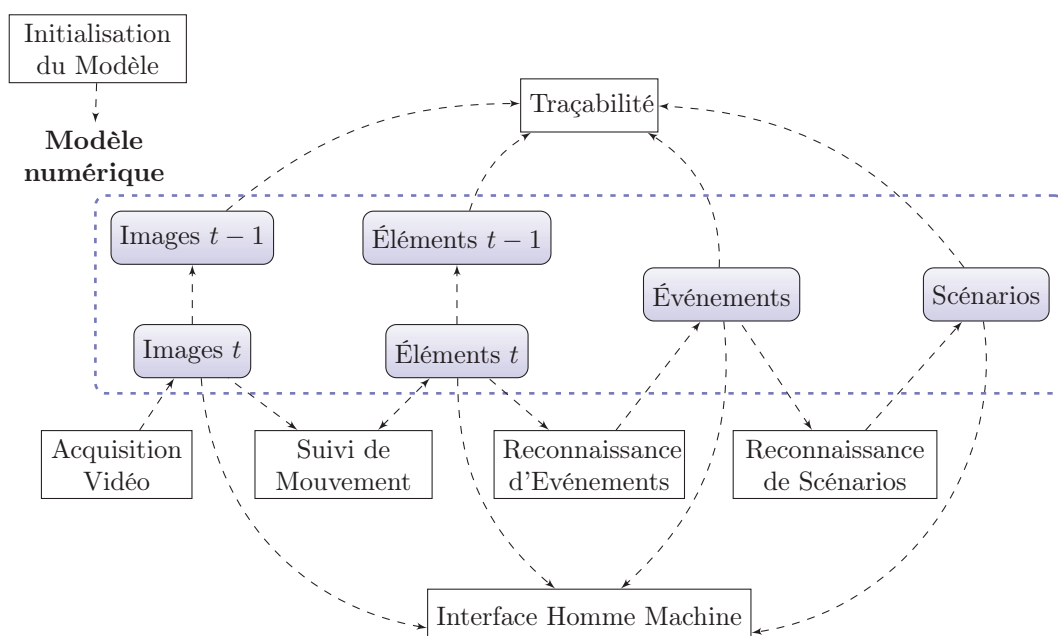 Initialisation
du Modèle
Traçabilité
Modèle
numérique
Images t − 1
Éléments t − 1
Événements
Scénarios
Images t
Éléments t
Acquisition
Vidéo
Suivi de
Mouvement
Reconnaissance
d'Evénements
Reconnaissance
de Scénarios
Interface Homme Machine